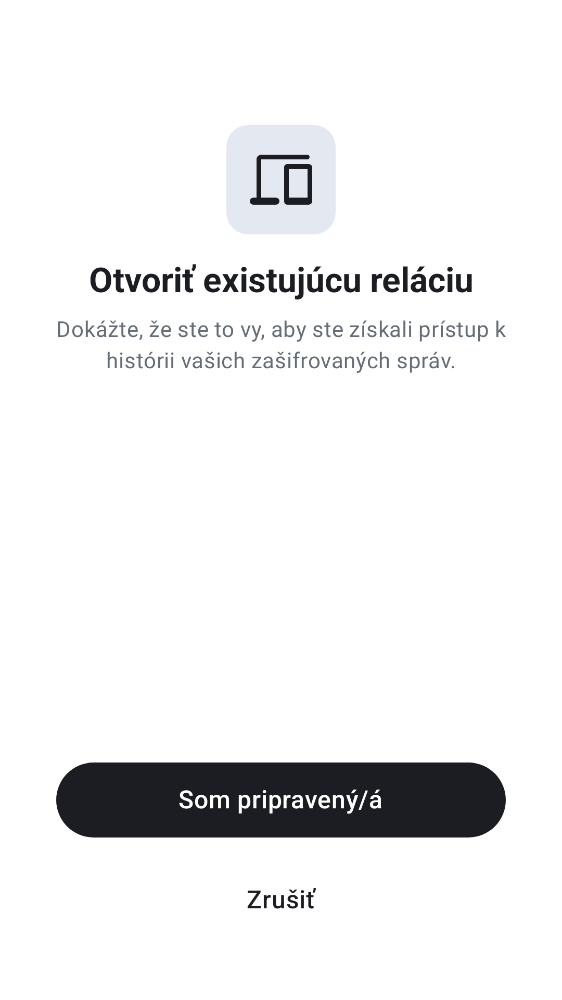 Otvoriť existujúcu reláciu
Dokážte, že ste to vy, aby ste získali prístup k
histórii vašich zašifrovaných správ.
Som pripravený/á
Zrušiť